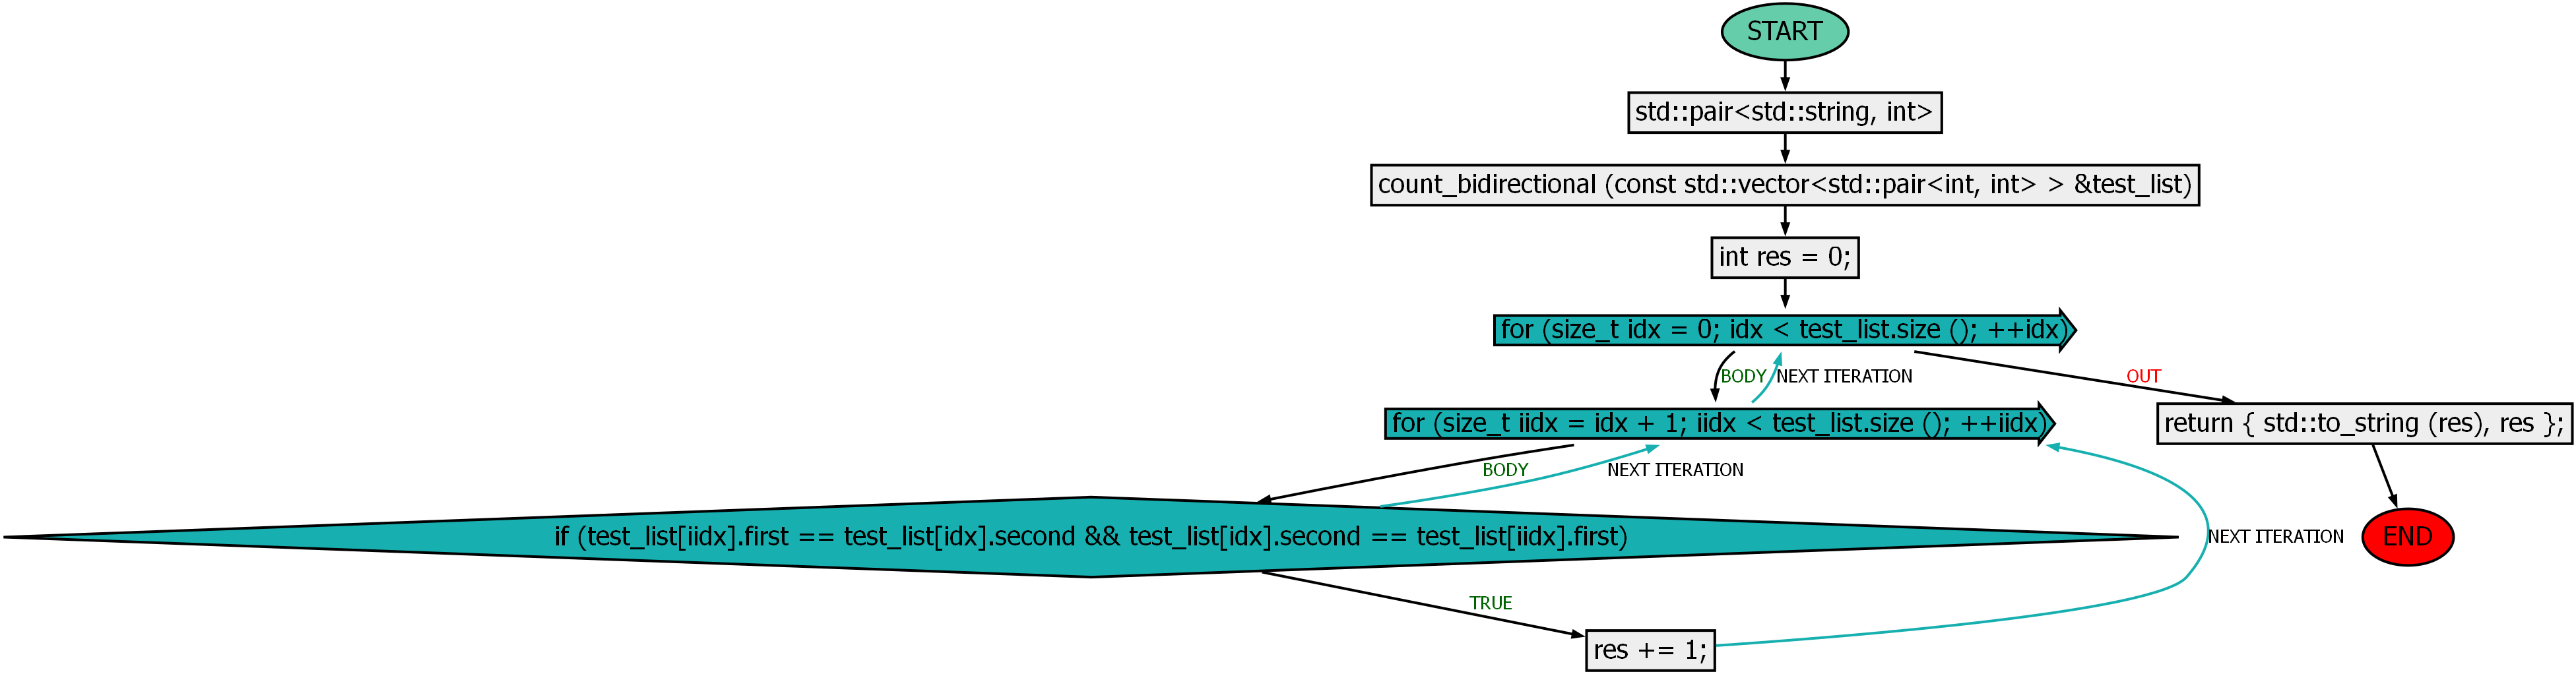 START
std::pair<std::string, int>
count_bidirectional (const std::vector<std::pair<int, int> > &test_list)
int res = 0;
for (size_t idx = 0; idx < test_list.size (); ++idx)
BODY
NEXT ITERATION
OUT
for (size_t iidx = idx + 1; iidx < test_list.size (); ++iidx)
return { std::to_string (res), res };
BODY
NEXT ITERATION
if (test_list[iidx].first == test_list[idx].second && test_list[idx].second == test_list[iidx].first)
NEXT ITERATION
END
TRUE
res += 1;